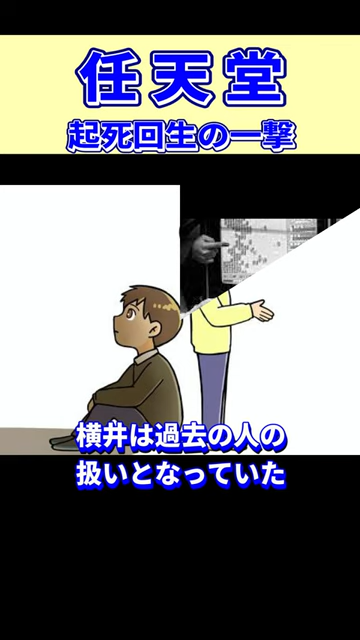 任天堂
起死回生の一撃
横井は過去の人の
扱いとなっていた